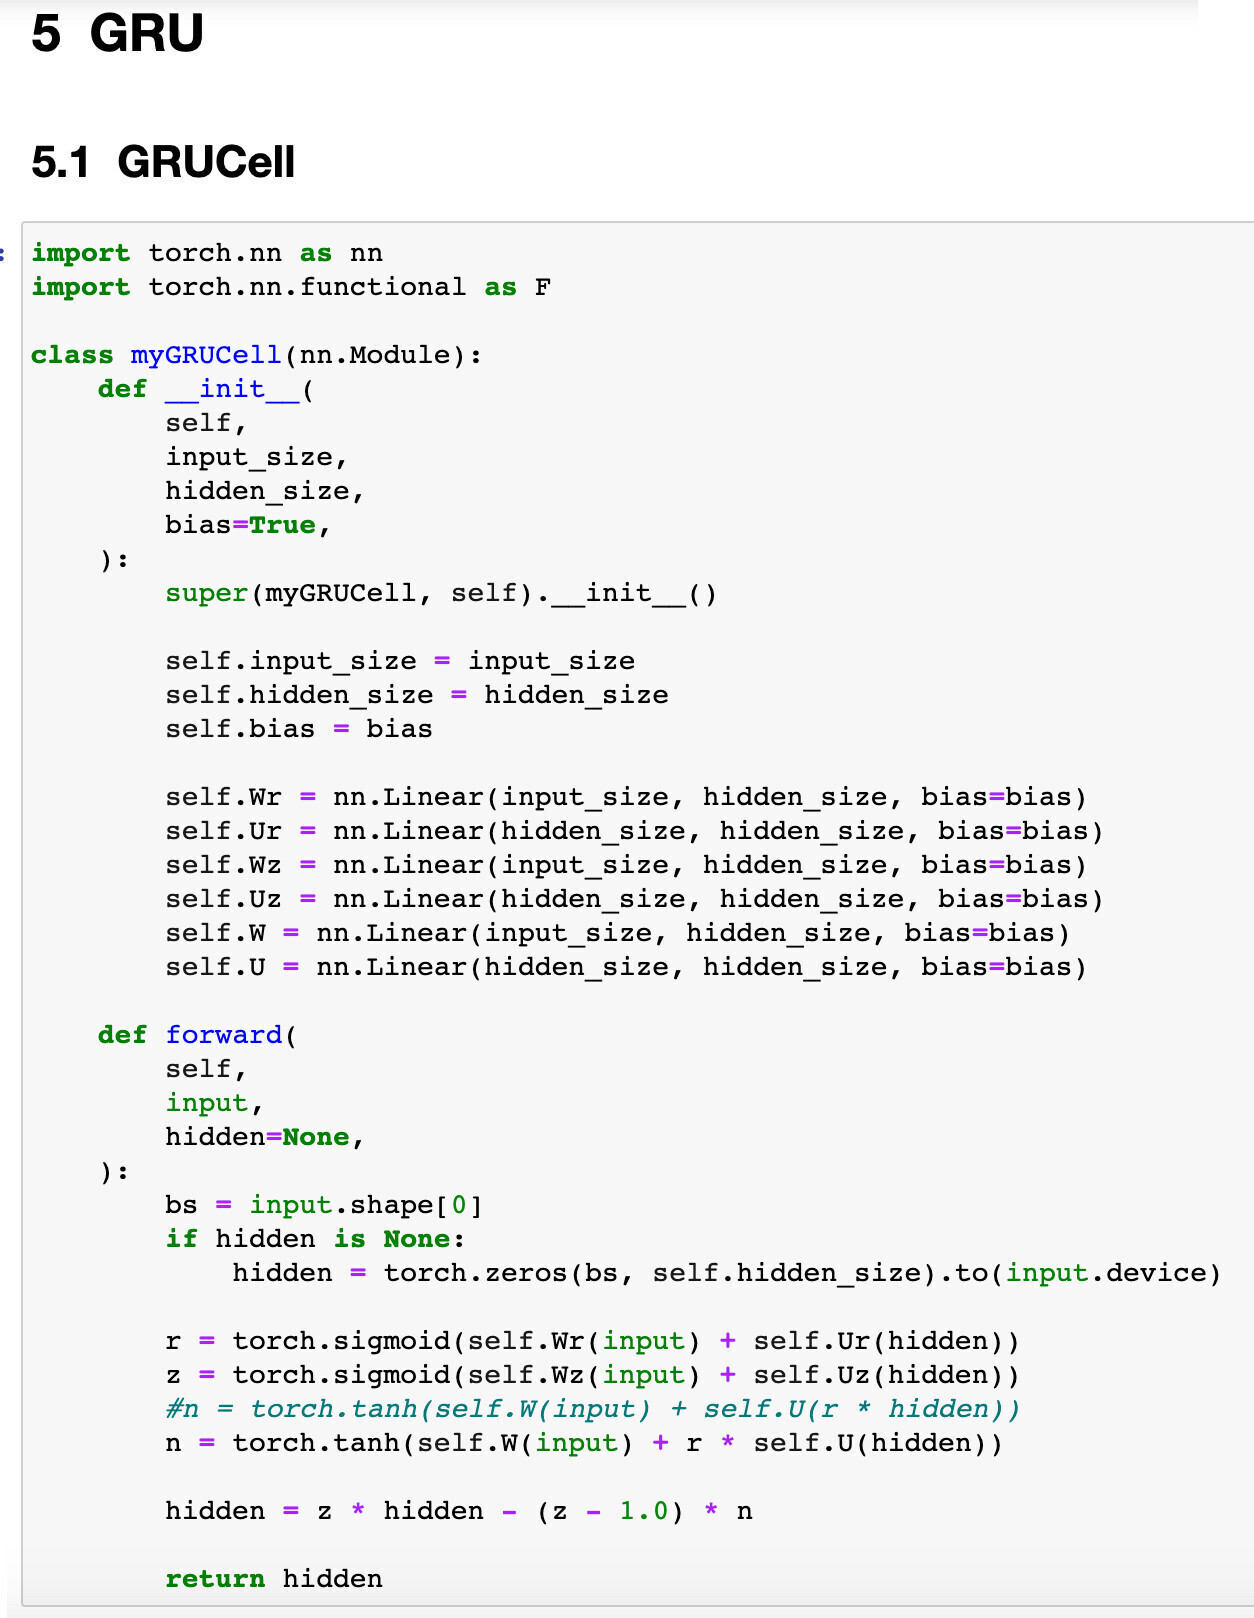 5 GRU
5.1 GRUCell
:
import torch.nn as nn
import torch.nn.functional as F
class myGRUCell(nn.Module):
    def __init__(
        self,
        input_size,
        hidden_size,
        bias=True,
    ):
        super(myGRUCell, self).__init__()
        self.input_size = input_size
        self.hidden_size = hidden_size
        self.bias = bias
        self.Wr = nn.Linear(input_size, hidden_size, bias=bias)
        self.Ur = nn.Linear(hidden_size, hidden_size, bias=bias)
        self.Wz = nn.Linear(input_size, hidden_size, bias=bias)
        self.Uz = nn.Linear(hidden_size, hidden_size, bias=bias)
        self.W = nn.Linear(input_size, hidden_size, bias=bias)
        self.U = nn.Linear(hidden_size, hidden_size, bias=bias)
    def forward(
        self,
        input,
        hidden=None,
    ):
        bs = input.shape[0]
        if hidden is None:
            hidden = torch.zeros(bs, self.hidden_size).to(input.device)
        r = torch.sigmoid(self.Wr(input) + self.Ur(hidden))
        z = torch.sigmoid(self.Wz(input) + self.Uz(hidden))
        #n = torch.tanh(self.W(input) + self.U(r * hidden))
        n = torch.tanh(self.W(input) + r * self.U(hidden))
        hidden = z * hidden - (z - 1.0) * n
        return hidden